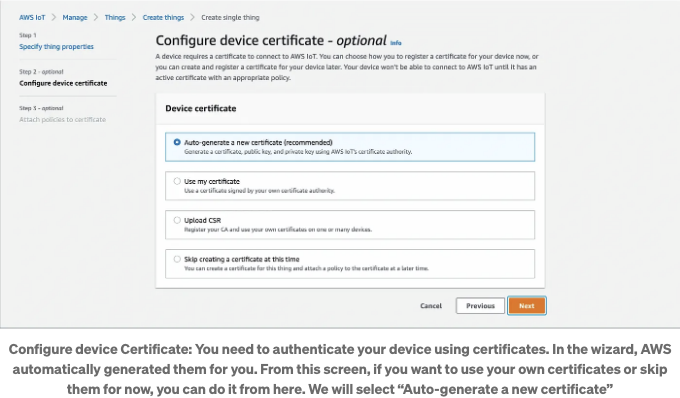 AWS IoT > Manage > Things > Create things > Create single thing
Step 1
Specify thing properties
Step 2 - optional
Configure device certificate
Step 3 - optional
Attach policies to certificate
Configure device certificate - optional Info
A device requires a certificate to connect to AWS IoT. You can choose how you to register a certificate for your device now, or
you can create and register a certificate for your device later. Your device won't be able to connect to AWS IoT until it has an
active certificate with an appropriate policy.
Device certificate
Auto-generate a new certificate (recommended)
Generate a certificate, public key, and private key using AWS IoT's certificate authority.
Use my certificate
Use a certificate signed by your own certificate authority.
Upload CSR
Register your CA and use your own certificates on one or many devices.
Skip creating a certificate at this time
You can create a certificate for this thing and attach a policy to the certificate at a later time.
Cancel Previous Next
Configure device Certificate: You need to authenticate your device using certificates. In the wizard, AWS
automatically generated them for you. From this screen, if you want to use your own certificates or skip
them for now, you can do it from here. We will select “Auto-generate a new certificate”